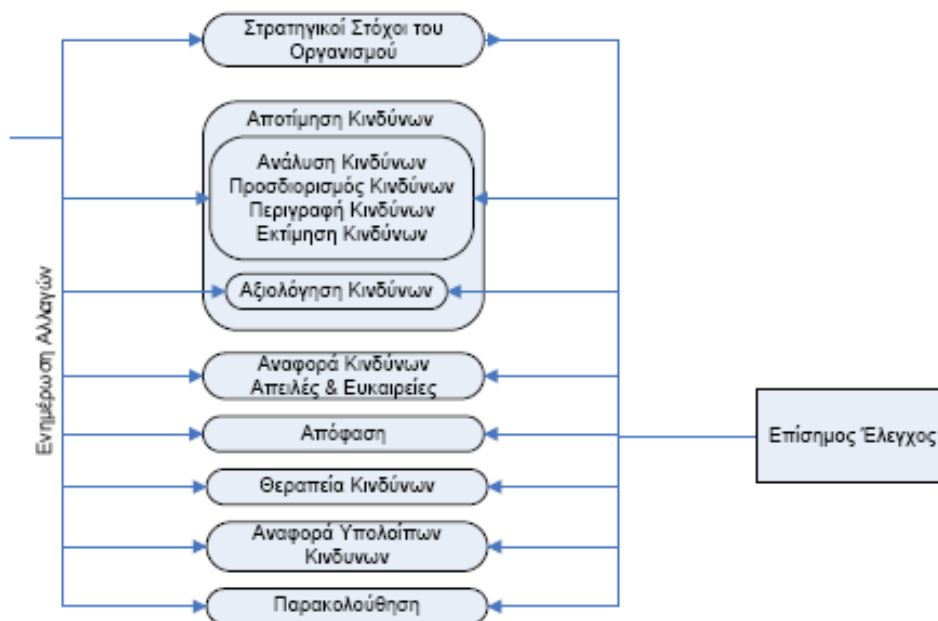 Στρατηγικοί Στόχοι του
Οργανισμού
Αποτίμηση Κινδύνων
Ανάλυση Κινδύνων
Προσδιορισμός Κινδύνων
Περιγραφή Κινδύνων
Εκτίμηση Κινδύνων
Αξιολόγηση Κινδύνων
Ενημέρωση Αλλαγών
Αναφορά Κινδύνων
Απειλές & Ευκαιρείες
Απόφαση
Επίσημος Έλεγχος
Θεραπεία Κινδύνων
Αναφορά Υπολοίπων
Κινδυνων
Παρακολούθηση